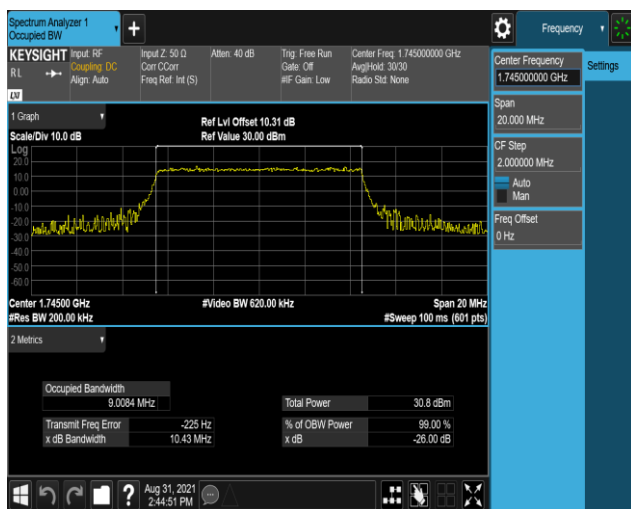 Spectrum Analyzer 1
Occupied BW
Frequency
KEYSIGHT
Input: RF
Coupling: DC
Align: Auto
RL
LXI
Input Z: 50 Ω
Corr CCorr
Freq Ref: Int (S)
Atten: 40 dB
Trig: Free Run
Gate: Off
#IF Gain: Low
Center Freq: 1.745000000 GHz
Avg|Hold: 30/30
Radio Std: None
Center Frequency
1.745000000 GHz
Settings
Span
20.000 MHz
CF Step
2.000000 MHz
Auto
Man
Freq Offset
0 Hz
1 Graph
Scale/Div 10.0 dB
Ref Lvl Offset 10.31 dB
Ref Value 30.00 dBm
Log
20.0
10.0
0.00
-10.0
-20.0
-30.0
-40.0
-50.0
-60.0
Center 1.74500 GHz
#Res BW 200.00 kHz
#Video BW 620.00 kHz
Span 20 MHz
#Sweep 100 ms (601 pts)
2 Metrics
Occupied Bandwidth
9.0084 MHz
Total Power 30.8 dBm
Transmit Freq Error -225 Hz
% of OBW Power 99.00 %
x dB Bandwidth 10.43 MHz
x dB -26.00 dB
?
Aug 31, 2021
2:44:51 PM